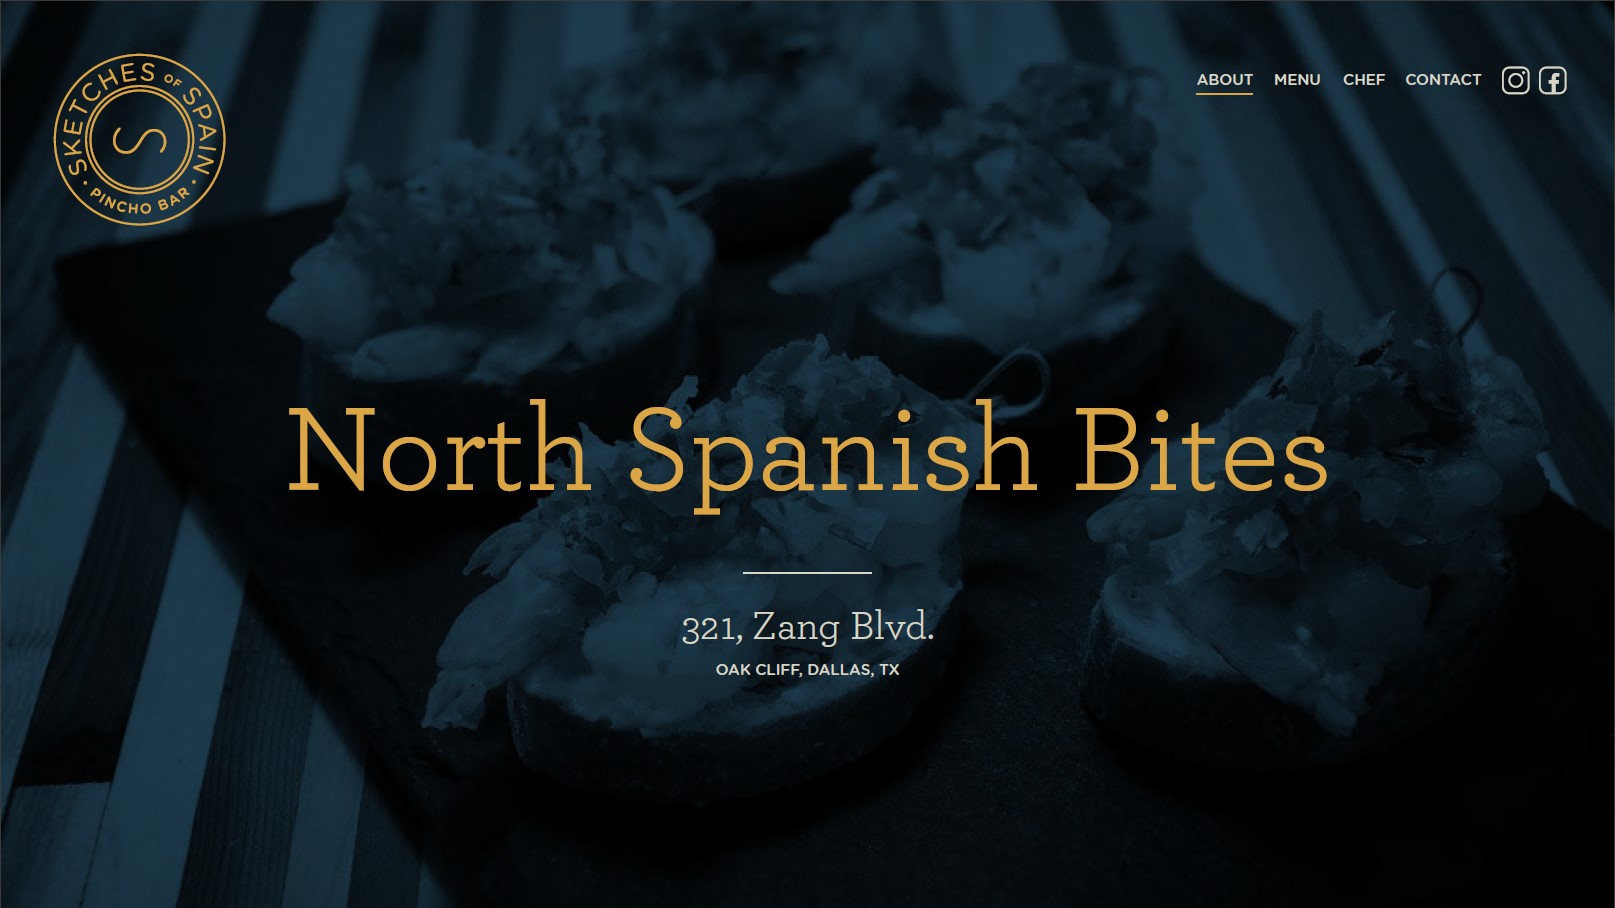 SKETCHES OF SPAIN
S
• PINCHO BAR •
ABOUT MENU CHEF CONTACT
North Spanish Bites
321, Zang Blvd.
OAK CLIFF, DALLAS, TX